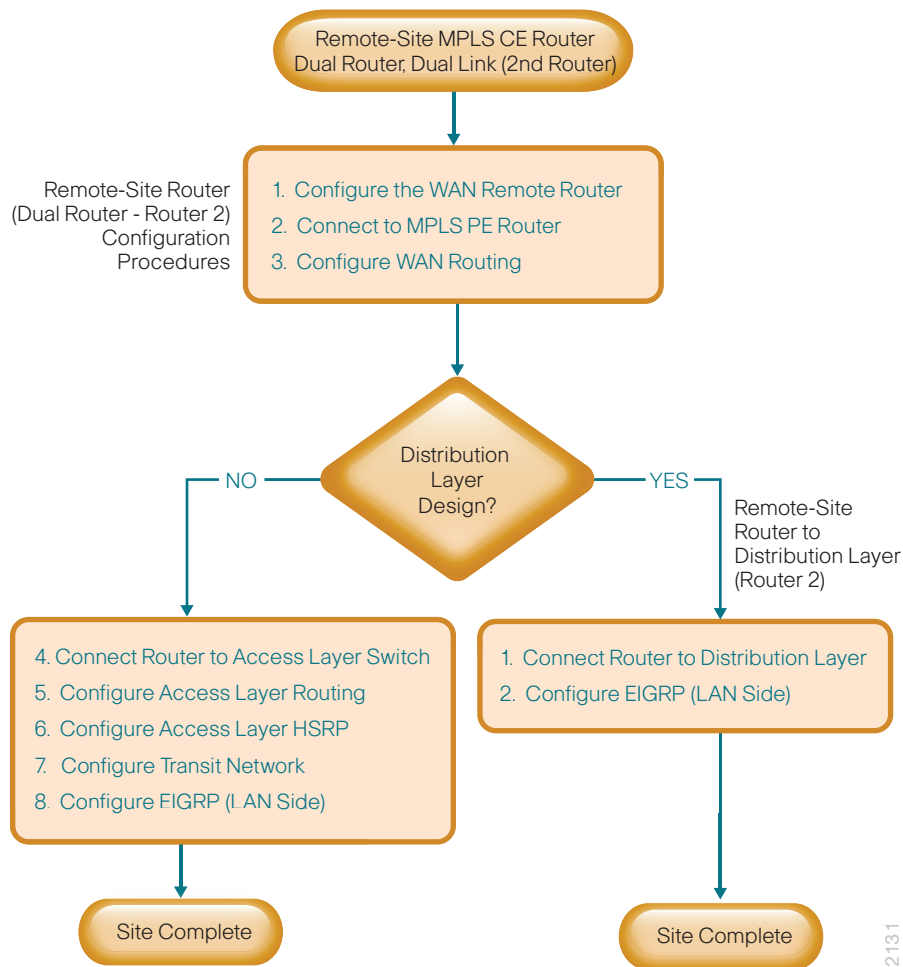 Remote-Site MPLS CE Router
Dual Router, Dual Link (2nd Router)
Remote-Site Router
(Dual Router - Router 2)
Configuration
Procedures
1. Configure the WAN Remote Router
2. Connect to MPLS PE Router
3. Configure WAN Routing
Distribution
Layer
Design?
NO
YES
Remote-Site
Router to
Distribution Layer
(Router 2)
4. Connect Router to Access Layer Switch
5. Configure Access Layer Routing
6. Configure Access Layer HSRP
7. Configure Transit Network
8. Configure EIGRP (LAN Side)
1. Connect Router to Distribution Layer
2. Configure EIGRP (LAN Side)
Site Complete
Site Complete
2131